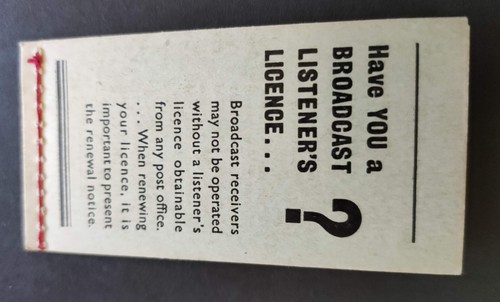 Have YOU a
BROADCAST
LISTENER'S
LICENCE...
?
Broadcast receivers
may not be operated
without a listener's
licence obtainable
from any post office.
... When renewing
your licence, it is
important to present
the renewal notice.